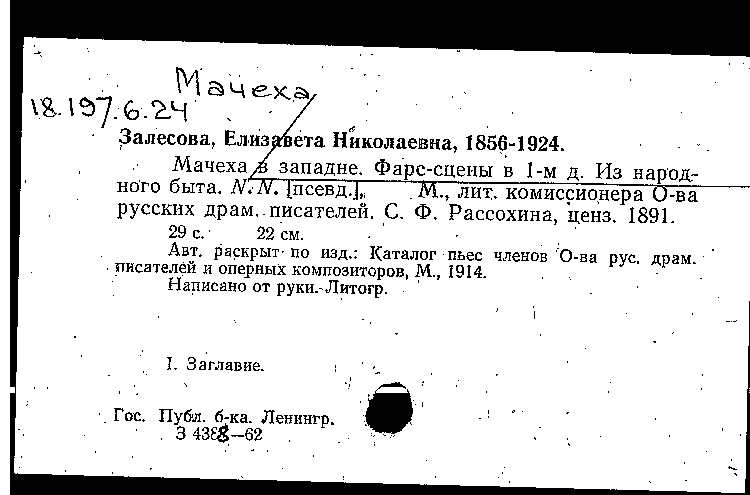 Мачеха
18.197.6.24
Залесова, Елизавета Николаевна, 1856-1924.
Мачеха в западне. Фарс-сцены в 1-м д. Из народ-
ного быта. N. N. [псевд.], М., лит. комиссионера О-ва
русских драм. писателей. С. Ф. Рассохина, ценз. 1891.
29 с. 22 см.
Авт. раскрыт по изд.: Каталог пьес членов О-ва рус. драм.
писателей и оперных композиторов, М., 1914.
Написано от руки.-Литогр.
I. Заглавие.
Гос. Публ. б-ка. Ленингр.
З 4388—62